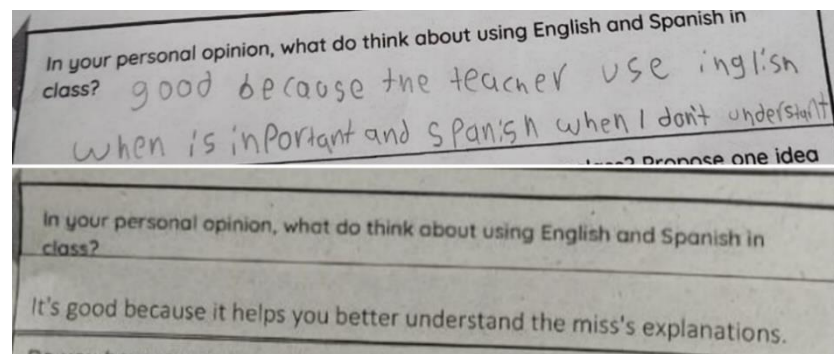 In your personal opinion, what do think about using English and Spanish in
class? good because the teacher use inglish
when is inportant and spanish when I don't understant
? Propose one idea
In your personal opinion, what do think about using English and Spanish in
class?
It's good because it helps you better understand the miss's explanations.